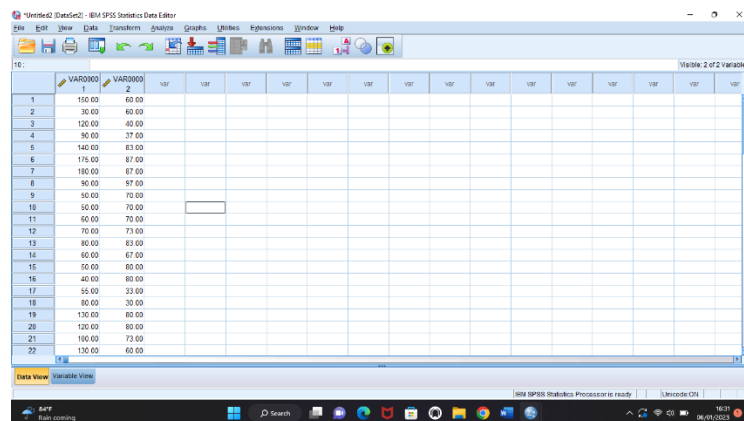 *Untitled2 [DataSet2] - IBM SPSS Statistics Data Editor
File Edit View Data Transform Analyze Graphs Utilities Extensions Window Help
10 :
Visible: 2 of 2 Variable
VAR00001 VAR00002 var var var var var var var var var var var var var var var
1 150.00 60.00
2 30.00 60.00
3 120.00 40.00
4 90.00 37.00
5 140.00 83.00
6 175.00 87.00
7 180.00 87.00
8 90.00 97.00
9 50.00 70.00
10 50.00 70.00
11 60.00 70.00
12 70.00 73.00
13 80.00 83.00
14 60.00 67.00
15 50.00 80.00
16 40.00 80.00
17 55.00 33.00
18 80.00 30.00
19 130.00 80.00
20 120.00 80.00
21 100.00 73.00
22 130.00 60.00
Data View Variable View
IBM SPSS Statistics Processor is ready Unicode:ON
84°F
Rain coming
Search
16:31
06/01/2023